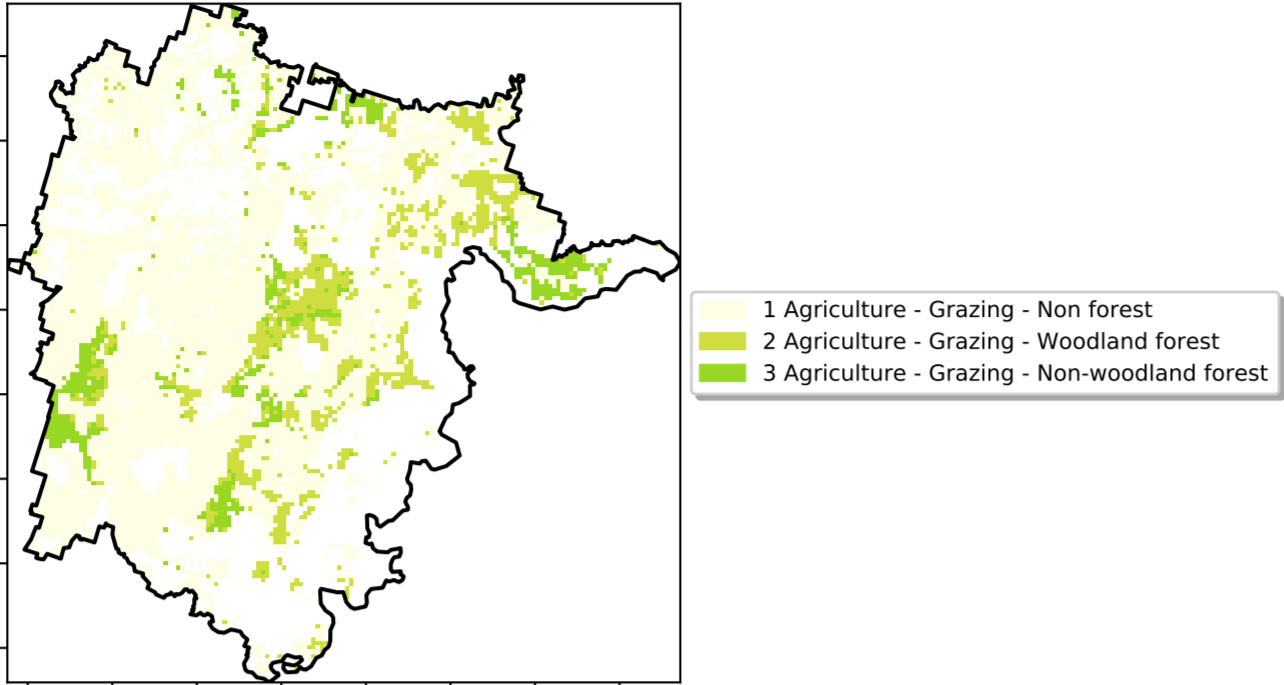 1 Agriculture - Grazing - Non forest
2 Agriculture - Grazing - Woodland forest
3 Agriculture - Grazing - Non-woodland forest